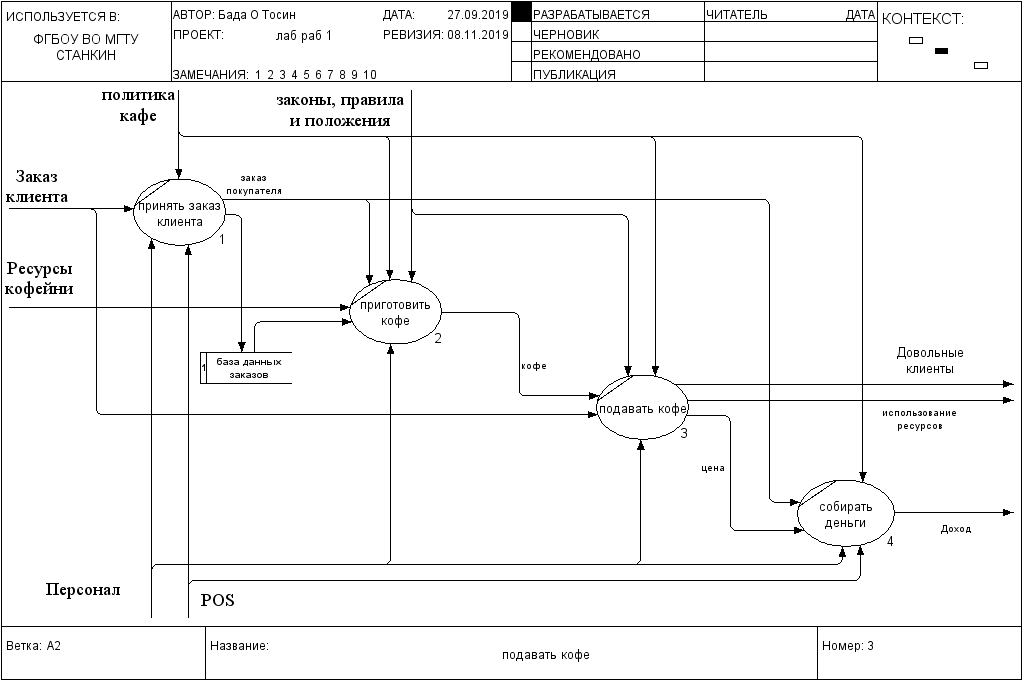 ИСПОЛЬЗУЕТСЯ В:
ФГБОУ ВО МГТУ
СТАНКИН
АВТОР: Бада О Тосин
ДАТА: 27.09.2019
ПРОЕКТ: лаб раб 1
РЕВИЗИЯ: 08.11.2019
ЗАМЕЧАНИЯ: 1 2 3 4 5 6 7 8 9 10
РАЗРАБАТЫВАЕТСЯ
ЧЕРНОВИК
РЕКОМЕНДОВАНО
ПУБЛИКАЦИЯ
ЧИТАТЕЛЬ ДАТА
КОНТЕКСТ:
политика
кафе
законы, правила
и положения
Заказ
клиента
заказ
покупателя
принять заказ
клиента
1
Ресурсы
кофейни
приготовить
кофе
2
1
база данных
заказов
кофе
Довольные
клиенты
подавать кофе
3
использование
ресурсов
цена
собирать
деньги
4
Доход
Персонал
POS
Ветка: A2
Название:
подавать кофе
Номер: 3